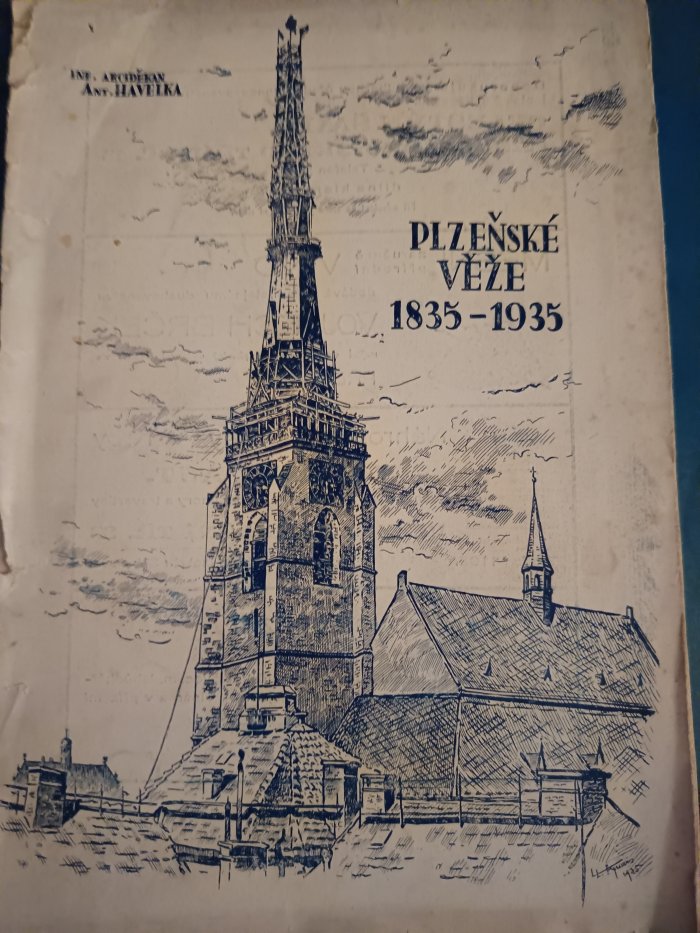 INF. ARCIDĚKAN
ANT. HAVELKA
PLZEŇSKÉ
VĚŽE
1835-1935